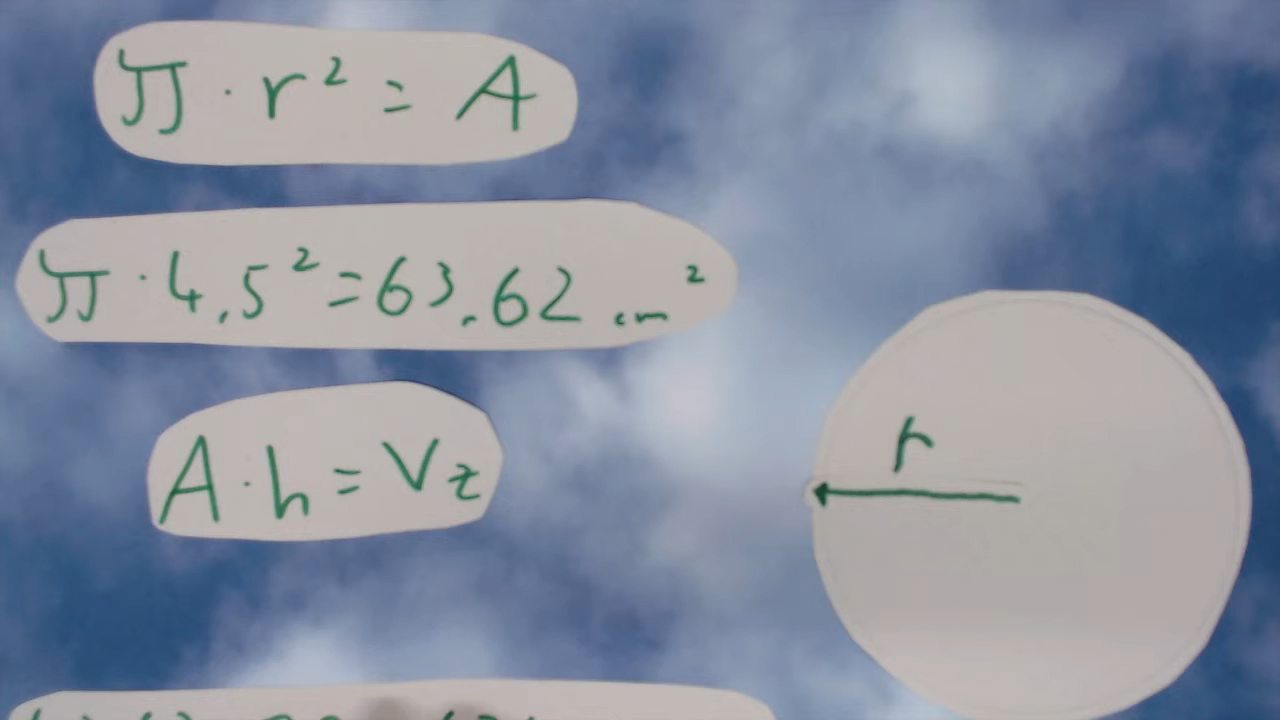 π · r² = A
π · 4,5² = 63,62 cm²
A · h = Vz
r